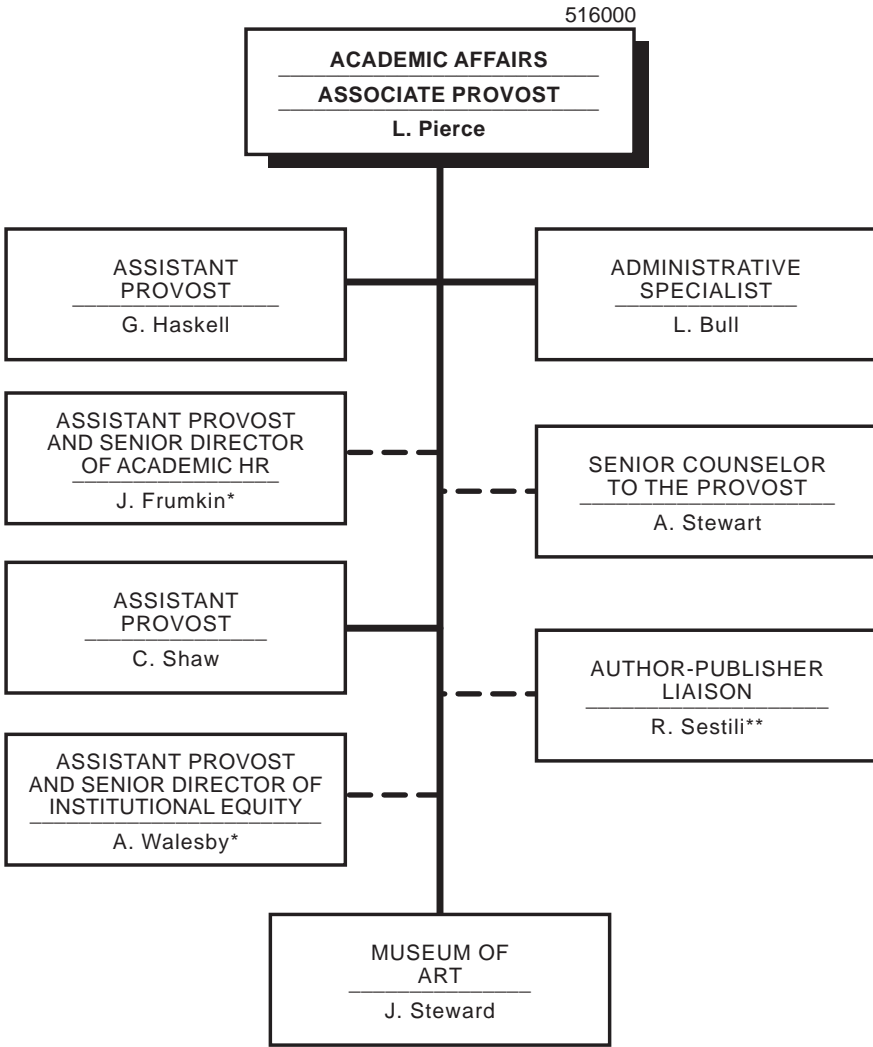 516000
ACADEMIC AFFAIRS
ASSOCIATE PROVOST
L. Pierce
ASSISTANT
PROVOST
G. Haskell
ADMINISTRATIVE
SPECIALIST
L. Bull
ASSISTANT PROVOST
AND SENIOR DIRECTOR
OF ACADEMIC HR
J. Frumkin*
SENIOR COUNSELOR
TO THE PROVOST
A. Stewart
ASSISTANT
PROVOST
C. Shaw
AUTHOR-PUBLISHER
LIAISON
R. Sestili**
ASSISTANT PROVOST
AND SENIOR DIRECTOR OF
INSTITUTIONAL EQUITY
A. Walesby*
MUSEUM OF
ART
J. Steward